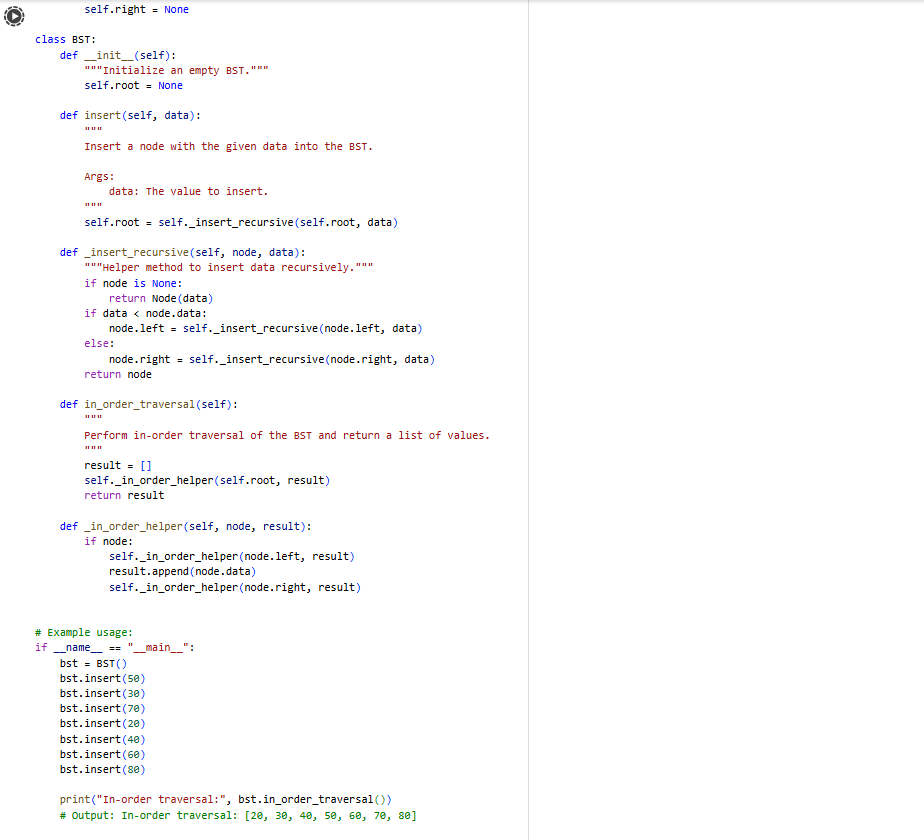 self.right = None

class BST:
    def __init__(self):
        """Initialize an empty BST."""
        self.root = None

    def insert(self, data):
        """
        Insert a node with the given data into the BST.

        Args:
            data: The value to insert.
        """
        self.root = self._insert_recursive(self.root, data)

    def _insert_recursive(self, node, data):
        """Helper method to insert data recursively."""
        if node is None:
            return Node(data)
        if data < node.data:
            node.left = self._insert_recursive(node.left, data)
        else:
            node.right = self._insert_recursive(node.right, data)
        return node

    def in_order_traversal(self):
        """
        Perform in-order traversal of the BST and return a list of values.
        """
        result = []
        self._in_order_helper(self.root, result)
        return result

    def _in_order_helper(self, node, result):
        if node:
            self._in_order_helper(node.left, result)
            result.append(node.data)
            self._in_order_helper(node.right, result)


# Example usage:
if __name__ == "__main__":
    bst = BST()
    bst.insert(50)
    bst.insert(30)
    bst.insert(70)
    bst.insert(20)
    bst.insert(40)
    bst.insert(60)
    bst.insert(80)

    print("In-order traversal:", bst.in_order_traversal())
    # Output: In-order traversal: [20, 30, 40, 50, 60, 70, 80]